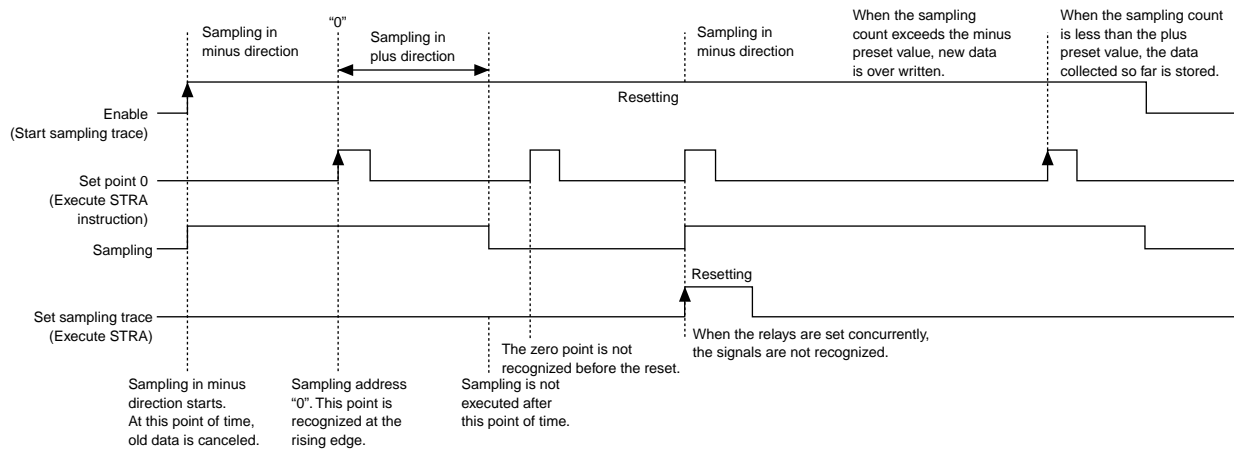 Sampling in
minus direction
“0”
Sampling in
plus direction
Sampling in
minus direction
When the sampling
count exceeds the minus
preset value, new data
is over written.
When the sampling count
is less than the plus
preset value, the data
collected so far is stored.
Enable
(Start sampling trace)
Resetting
Set point 0
(Execute STRA
instruction)
Sampling
Resetting
Set sampling trace
(Execute STRA)
When the relays are set concurrently,
the signals are not recognized.
The zero point is not
recognized before the reset.
Sampling in minus
direction starts.
At this point of time,
old data is canceled.
Sampling address
“0”. This point is
recognized at the
rising edge.
Sampling is not
executed after
this point of time.